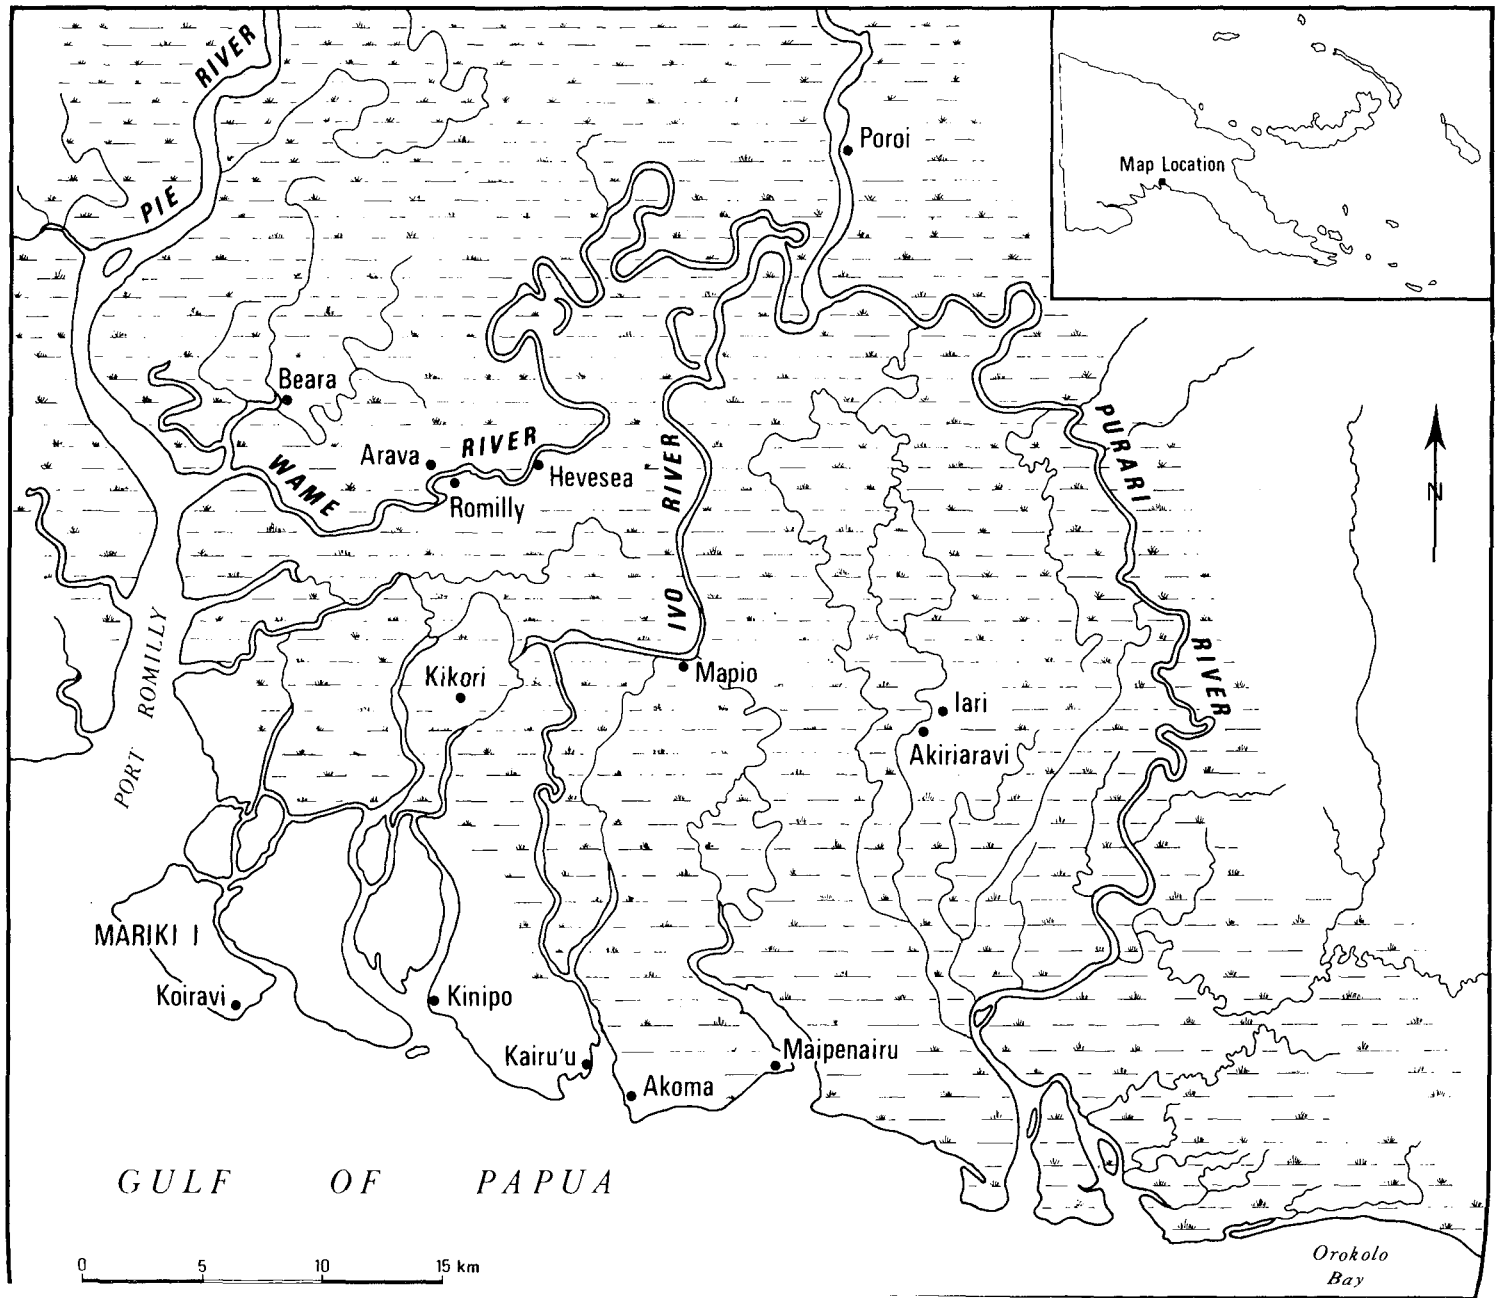 PIE RIVER
Poroi
Map Location
Beara
Arava
WAME RIVER
Romilly
Hevesea
IVO RIVER
PURARI RIVER
N
PORT ROMILLY
Kikori
Mapio
Iari
Akiriaravi
MARIKI I
Koiravi
Kinipo
Kairu'u
Akoma
Maipenairu
GULF OF PAPUA
0 5 10 15 km
Orokolo
Bay